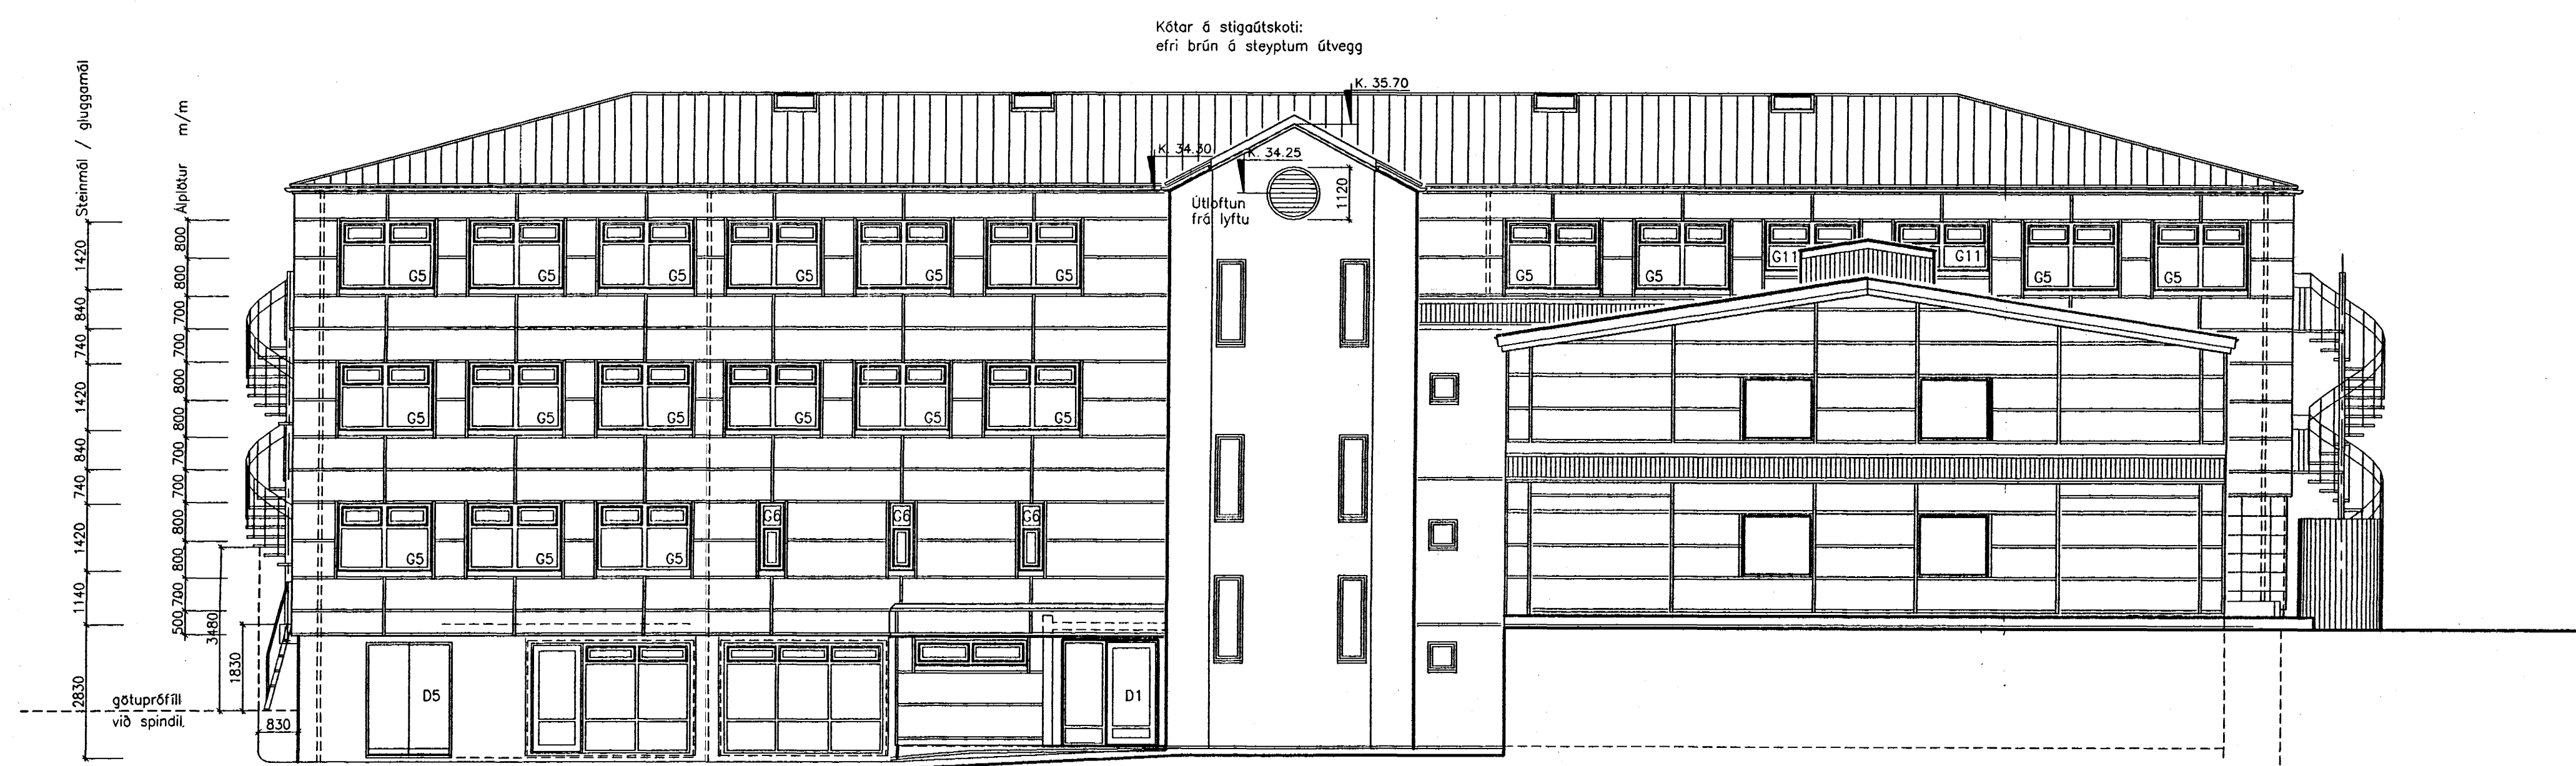 Kótar á stigaútskoti:
efri brún á steyptum útvegg
K. 35.70
K. 34.30
K. 34.25
1120
Útloftun
frá lyftu
Steinmál / gluggamál
Álplötur m/m
1420
840
740
1420
840
740
1420
1140
2830
800
800
700
700
800
800
700
700
800
800
700
500
3480
1830
830
götuprófíll
við spindil.
G5 G5 G5 G5 G5 G5
G5 G5 G11 G11 G5 G5
G5 G5 G5 G5 G5 G5
G5 G5 G5 G6 G6 G6
D5
D1